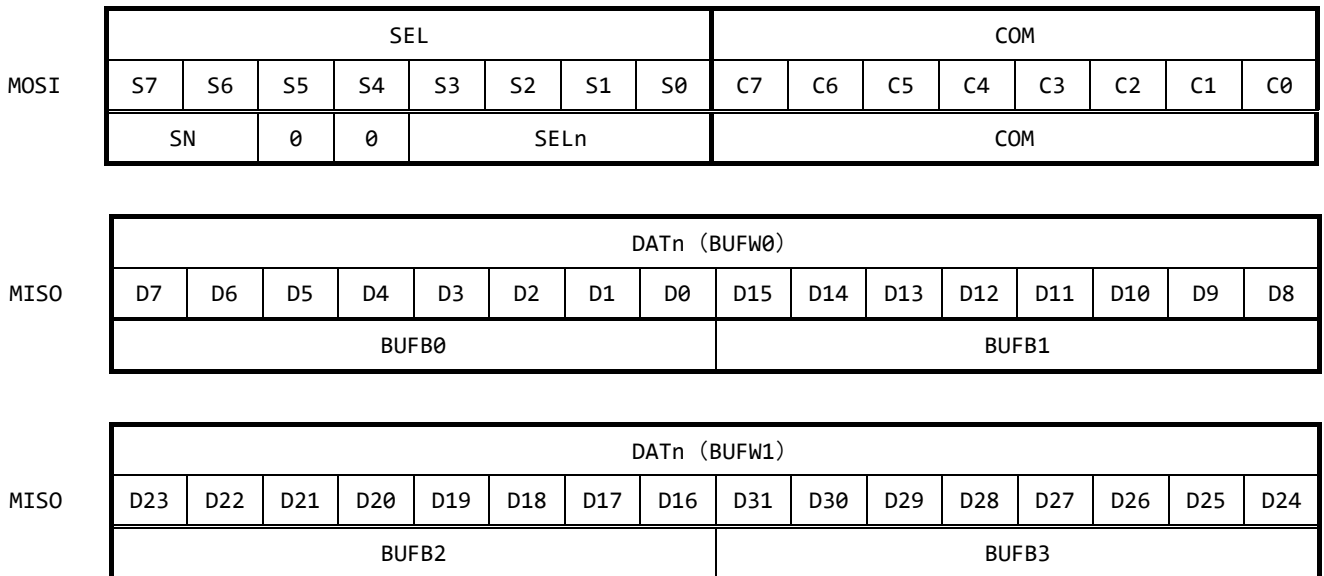 SEL COM
MOSI S7 S6 S5 S4 S3 S2 S1 S0 C7 C6 C5 C4 C3 C2 C1 C0
SN 0 0 SELn COM
DATn（BUFW0）
MISO D7 D6 D5 D4 D3 D2 D1 D0 D15 D14 D13 D12 D11 D10 D9 D8
BUFB0 BUFB1
DATn（BUFW1）
MISO D23 D22 D21 D20 D19 D18 D17 D16 D31 D30 D29 D28 D27 D26 D25 D24
BUFB2 BUFB3